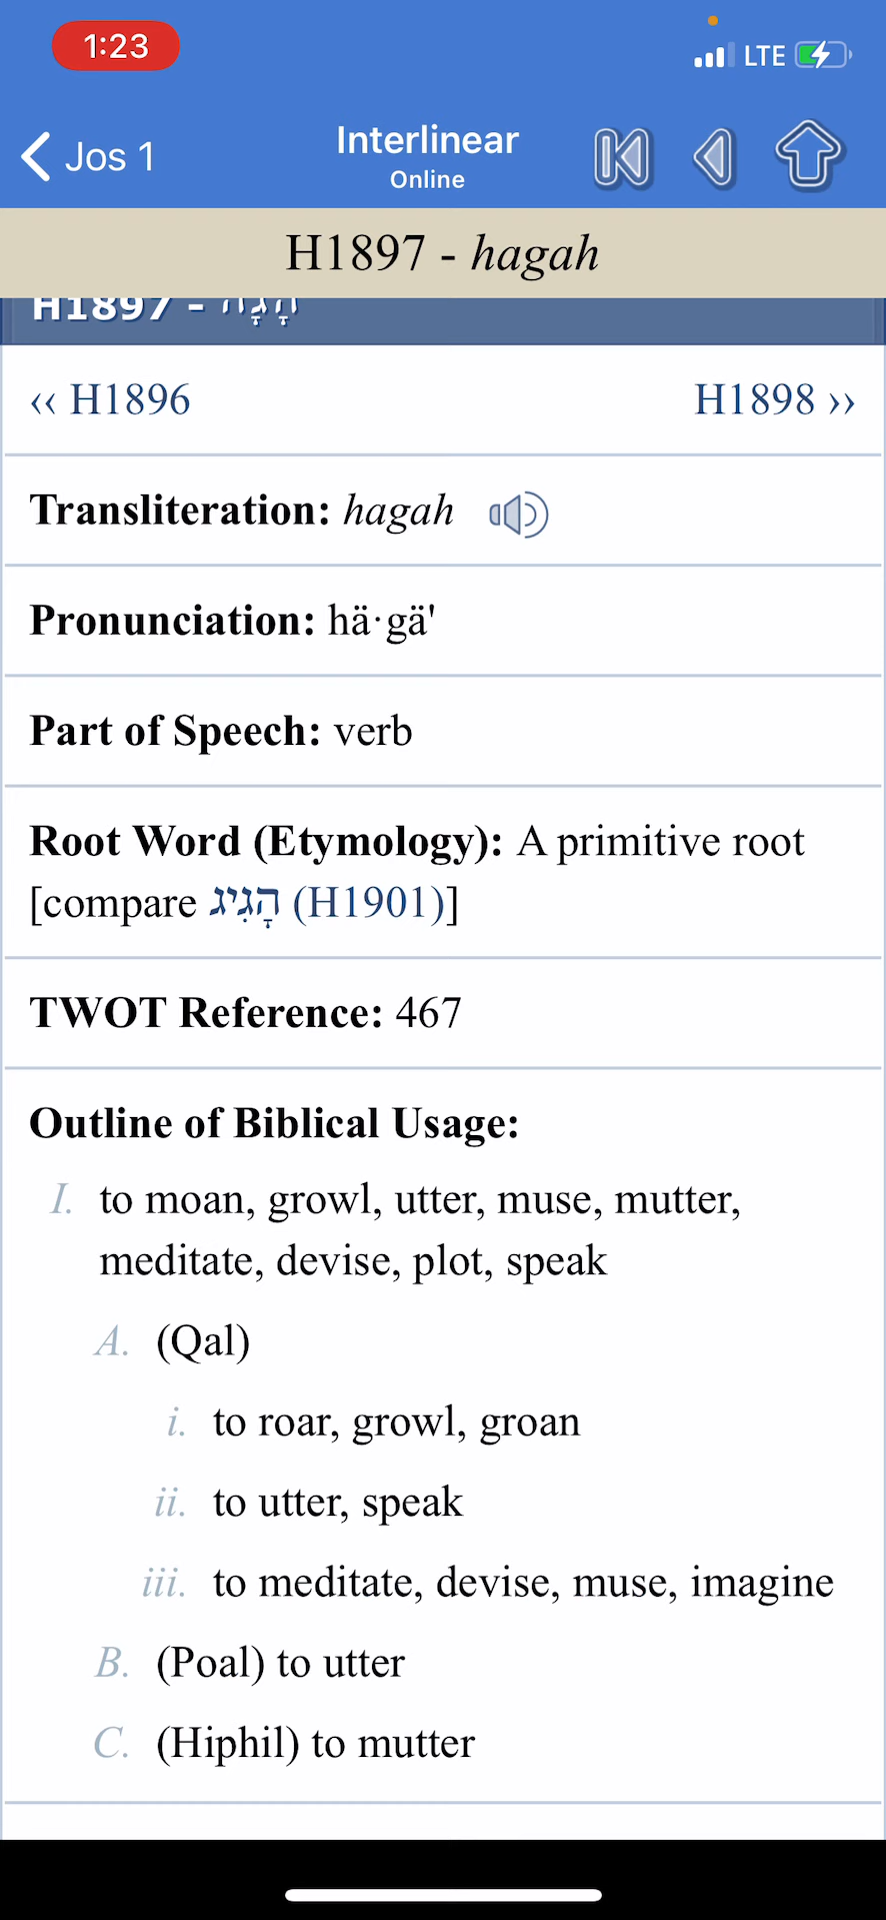 1:23
LTE
Jos 1
Interlinear
Online
H1897 - hagah
H1897 - הָגָה
‹‹ H1896
H1898 ››
Transliteration: hagah
Pronunciation: hä·gä'
Part of Speech: verb
Root Word (Etymology): A primitive root
[compare הָגִיג (H1901)]
TWOT Reference: 467
Outline of Biblical Usage:
I. to moan, growl, utter, muse, mutter,
meditate, devise, plot, speak
A. (Qal)
i. to roar, growl, groan
ii. to utter, speak
iii. to meditate, devise, muse, imagine
B. (Poal) to utter
C. (Hiphil) to mutter